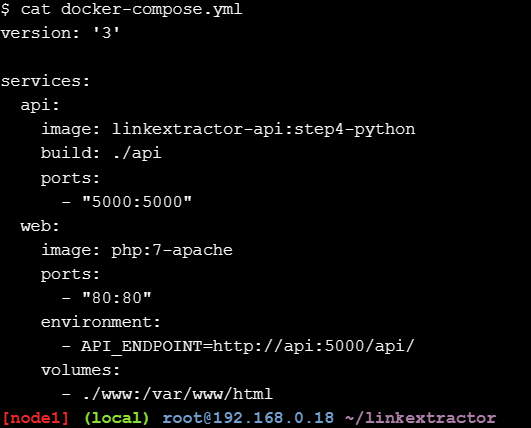 $ cat docker-compose.yml
version: '3'

services:
  api:
    image: linkextractor-api:step4-python
    build: ./api
    ports:
      - "5000:5000"
  web:
    image: php:7-apache
    ports:
      - "80:80"
    environment:
      - API_ENDPOINT=http://api:5000/api/
    volumes:
      - ./www:/var/www/html
[node1] (local) root@192.168.0.18 ~/linkextractor